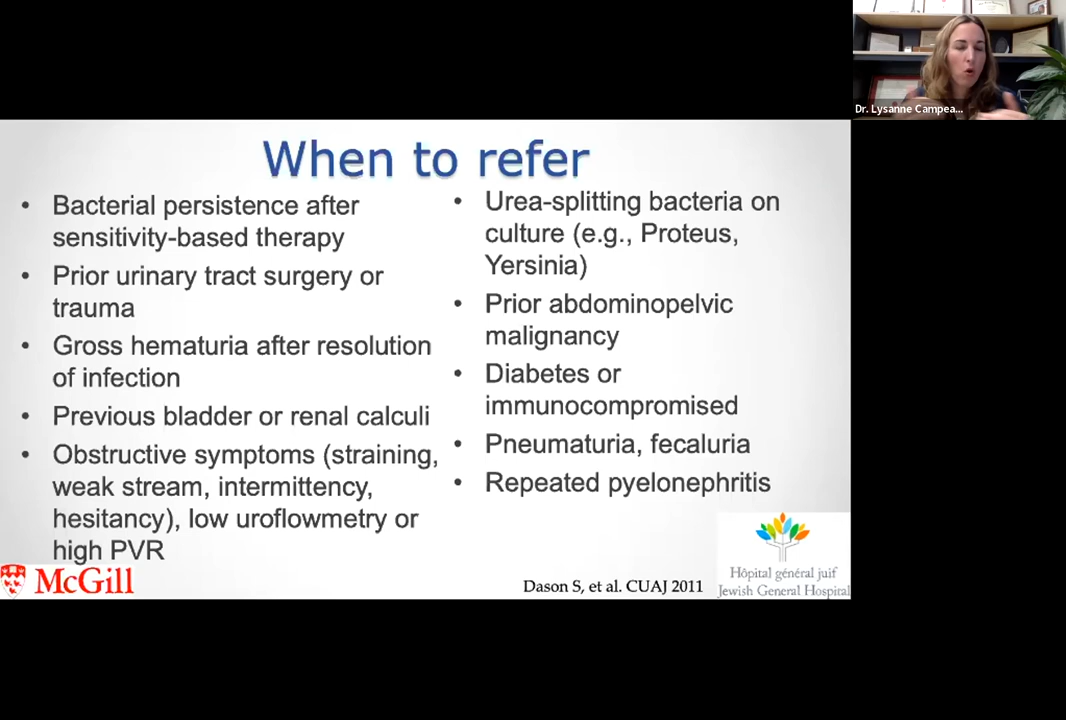 Dr. Lysanne Campea...
When to refer
• Bacterial persistence after
sensitivity-based therapy
• Prior urinary tract surgery or
trauma
• Gross hematuria after resolution
of infection
• Previous bladder or renal calculi
• Obstructive symptoms (straining,
weak stream, intermittency,
hesitancy), low uroflowmetry or
high PVR
• Urea-splitting bacteria on
culture (e.g., Proteus,
Yersinia)
• Prior abdominopelvic
malignancy
• Diabetes or
immunocompromised
• Pneumaturia, fecaluria
• Repeated pyelonephritis
McGill
Dason S, et al. CUAJ 2011
Hôpital général juif
Jewish General Hospital